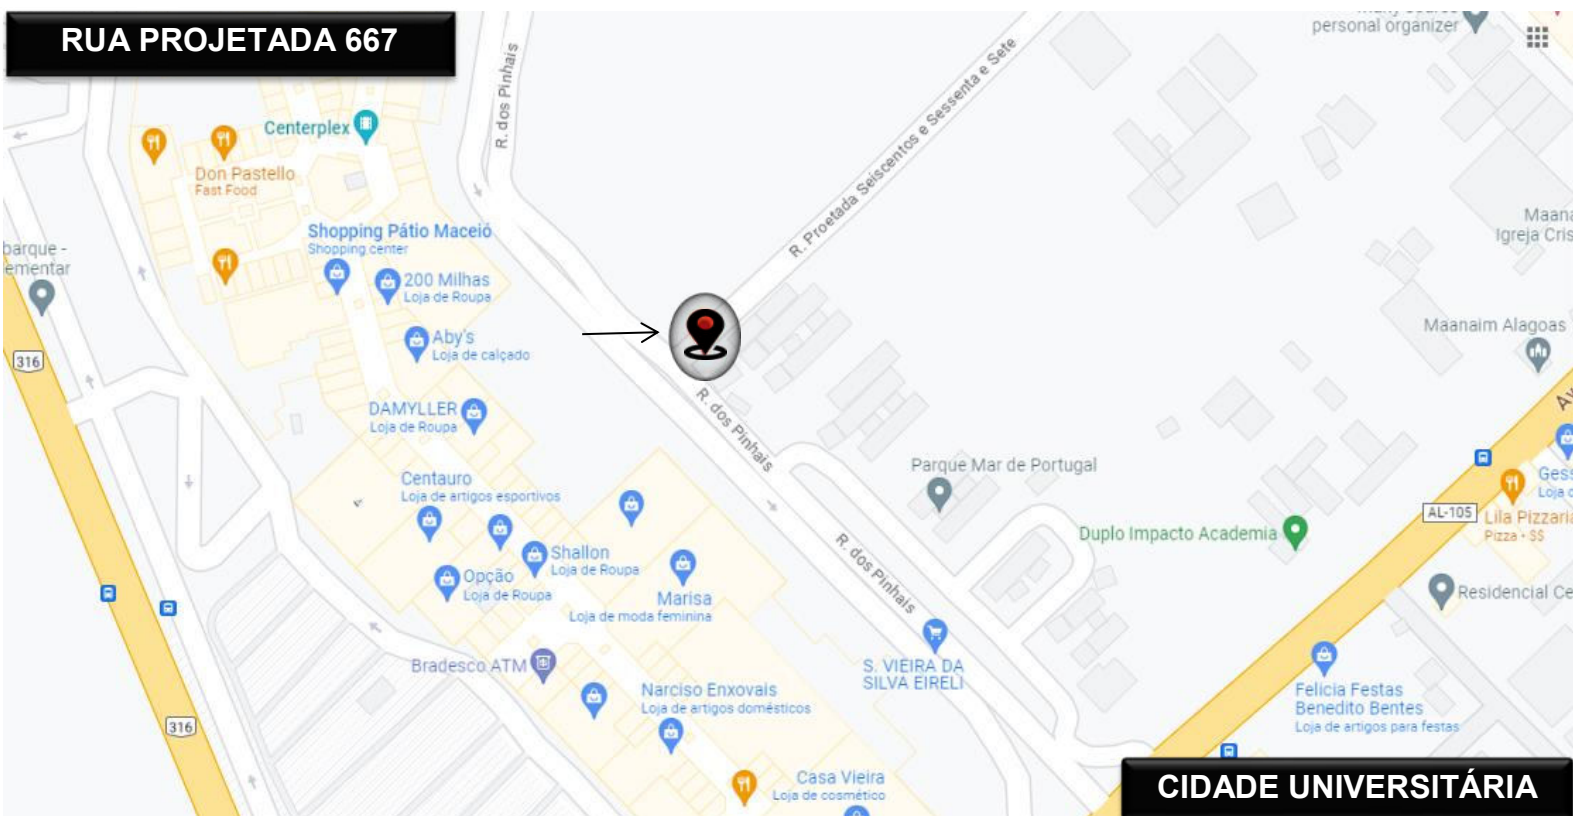 RUA PROJETADA 667
personal organizer
R. dos Pinhais
R. Proetada Seiscentos e Sessenta e Sete
Centerplex
Don Pastello
Fast Food
Shopping Pátio Maceió
Shopping center
barque -
ementar
200 Milhas
Loja de Roupa
Igreja Cris
Aby's
Loja de calçado
Maanaim Alagoas
316
DAMYLLER
Loja de Roupa
R. dos Pinhais
Centauro
Loja de artigos esportivos
Parque Mar de Portugal
AL-105
Lila Pizzaria
Pizza • $$
Duplo Impacto Academia
Shallon
Loja de Roupa
Opção
Loja de Roupa
R. dos Pinhais
Marisa
Loja de moda feminina
Residencial Ce
Bradesco ATM
S. VIEIRA DA
SILVA EIRELI
Narciso Enxovais
Loja de artigos domésticos
Felicia Festas
Benedito Bentes
Loja de artigos para festas
316
Casa Vieira
Loja de cosmético
CIDADE UNIVERSITÁRIA